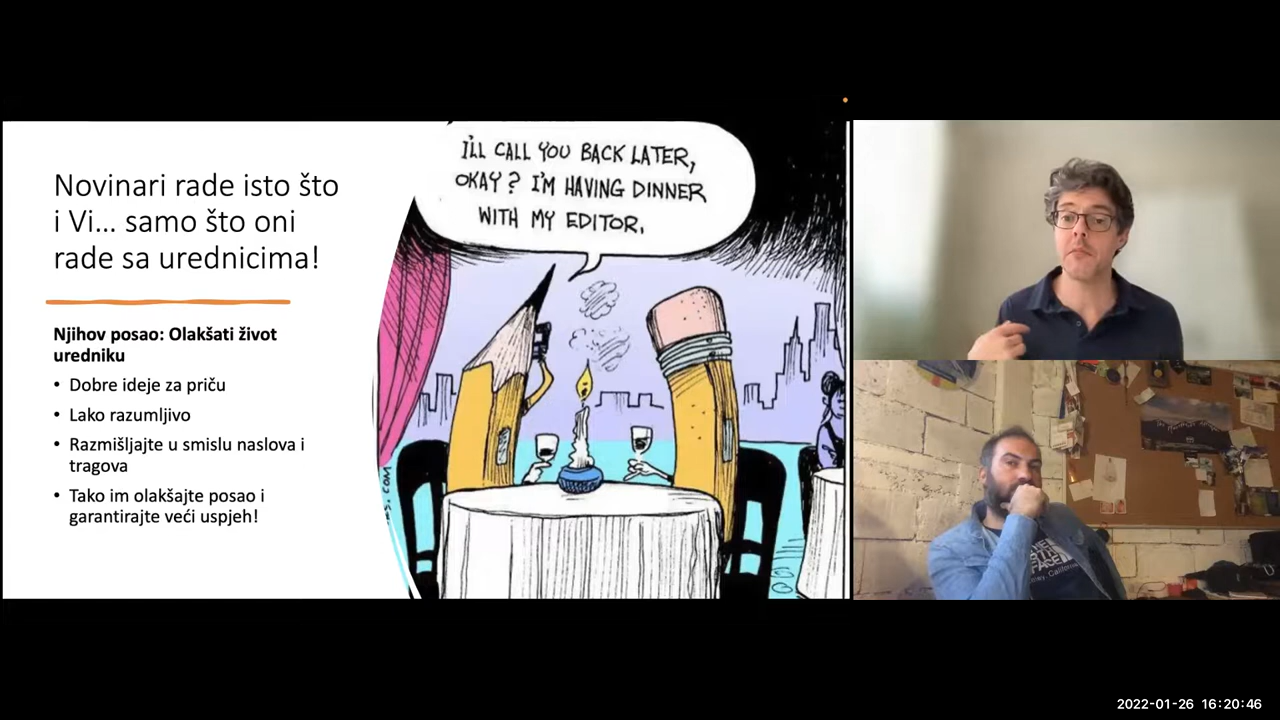 Novinari rade isto što
i Vi... samo što oni
rade sa urednicima!
Njihov posao: Olakšati život
uredniku
• Dobre ideje za priču
• Lako razumljivo
• Razmišljajte u smislu naslova i
tragova
• Tako im olakšajte posao i
garantirajte veći uspjeh!
I'LL CALL YOU BACK LATER,
OKAY? I'M HAVING DINNER
WITH MY EDITOR.
2022-01-26 16:20:46